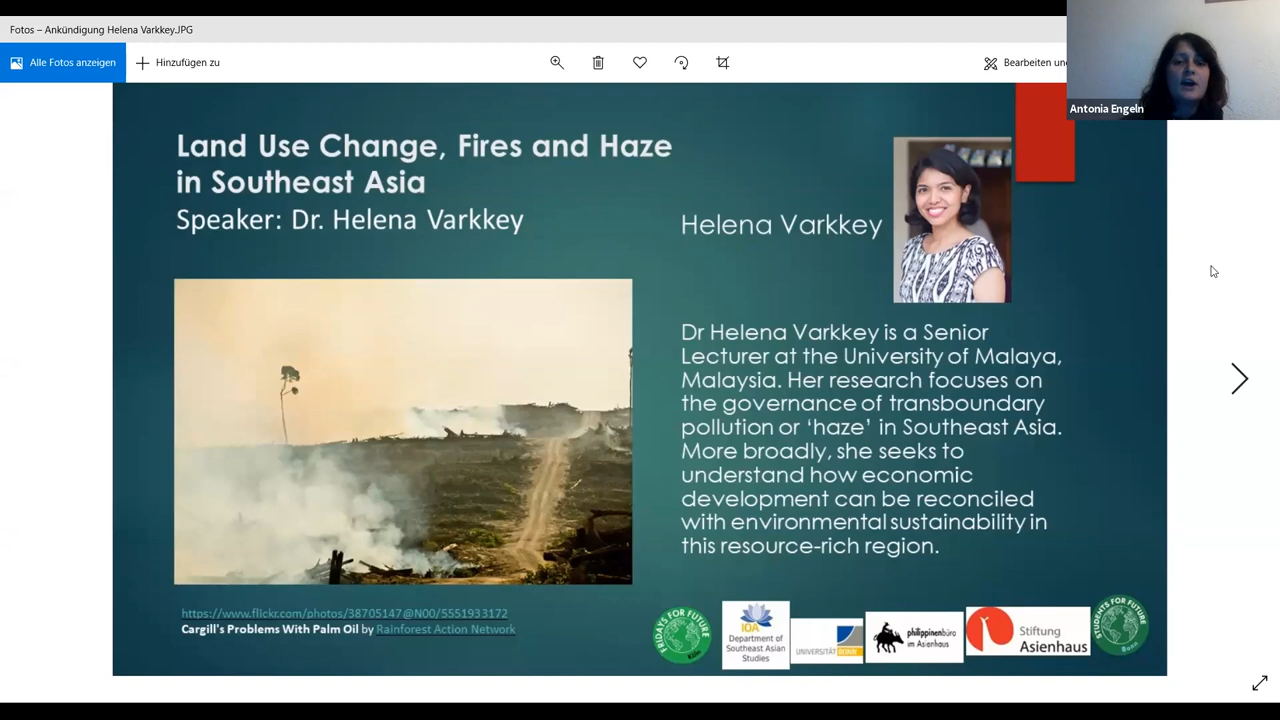 Fotos – Ankündigung Helena Varkkey.JPG
Alle Fotos anzeigen
Hinzufügen zu
Bearbeiten un
Antonia Engeln
Land Use Change, Fires and Haze
in Southeast Asia
Speaker: Dr. Helena Varkkey
Helena Varkkey
Dr Helena Varkkey is a Senior
Lecturer at the University of Malaya,
Malaysia. Her research focuses on
the governance of transboundary
pollution or ‘haze’ in Southeast Asia.
More broadly, she seeks to
understand how economic
development can be reconciled
with environmental sustainability in
this resource-rich region.
https://www.flickr.com/photos/38705147@N00/5551933172
Cargill's Problems With Palm Oil by Rainforest Action Network
FRIDAYS FOR FUTURE
Köln
IOA
Department of
Southeast Asian
Studies
UNIVERSITÄT BONN
philippinenbüro
im Asienhaus
Stiftung
Asienhaus
STUDENTS FOR FUTURE
Bonn